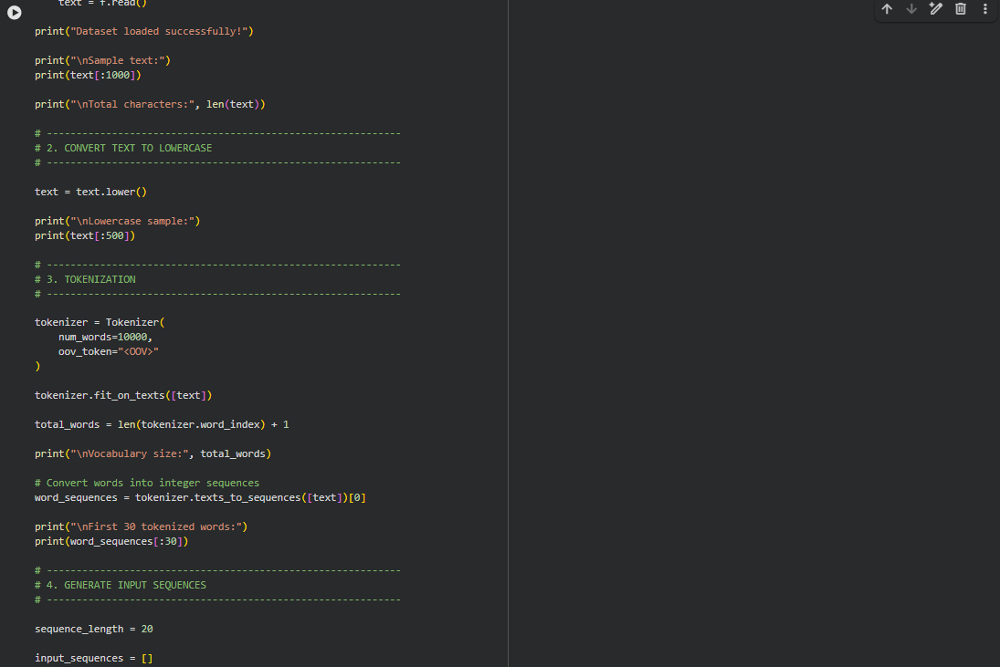 text = f.read()
print("Dataset loaded successfully!")
print("\nSample text:")
print(text[:1000])
print("\nTotal characters:", len(text))
# ------------------------------------------------------------
# 2. CONVERT TEXT TO LOWERCASE
# ------------------------------------------------------------
text = text.lower()
print("\nLowercase sample:")
print(text[:500])
# ------------------------------------------------------------
# 3. TOKENIZATION
# ------------------------------------------------------------
tokenizer = Tokenizer(
    num_words=10000,
    oov_token="<OOV>"
)
tokenizer.fit_on_texts([text])
total_words = len(tokenizer.word_index) + 1
print("\nVocabulary size:", total_words)
# Convert words into integer sequences
word_sequences = tokenizer.texts_to_sequences([text])[0]
print("\nFirst 30 tokenized words:")
print(word_sequences[:30])
# ------------------------------------------------------------
# 4. GENERATE INPUT SEQUENCES
# ------------------------------------------------------------
sequence_length = 20
input_sequences = []